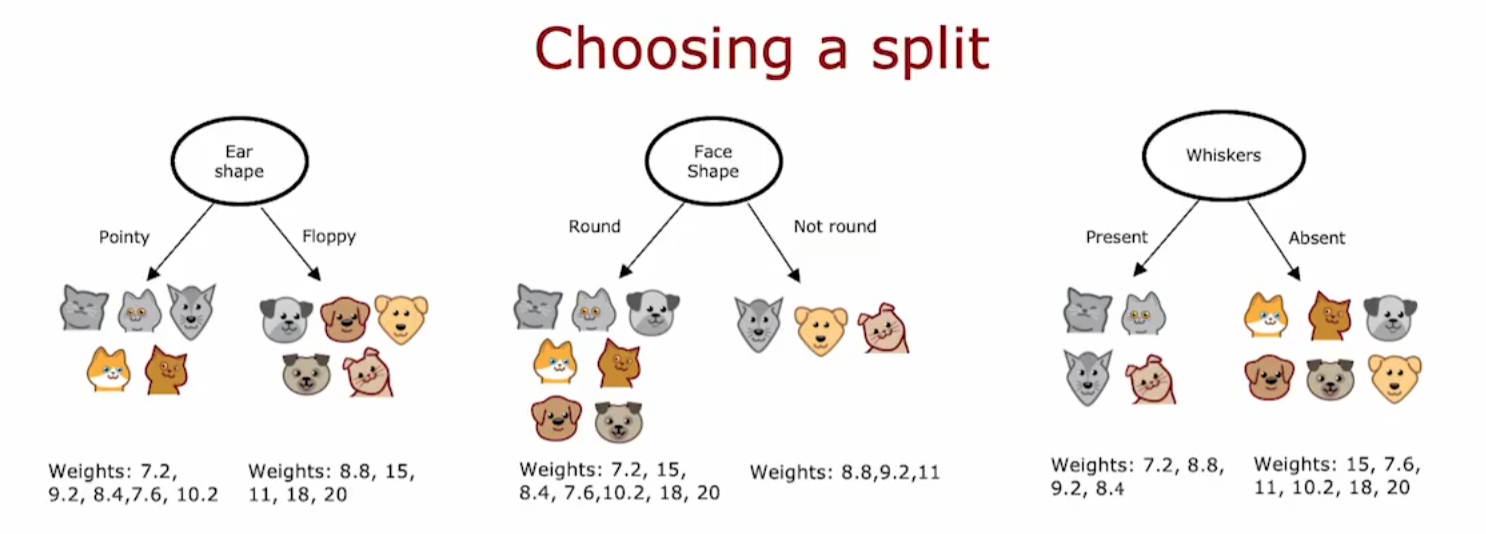 Choosing a split
Ear
shape
Pointy
Floppy
Weights: 7.2,
9.2, 8.4,7.6, 10.2
Weights: 8.8, 15,
11, 18, 20
Face
Shape
Round
Not round
Weights: 7.2, 15,
8.4, 7.6,10.2, 18, 20
Weights: 8.8,9.2,11
Whiskers
Present
Absent
Weights: 7.2, 8.8,
9.2, 8.4
Weights: 15, 7.6,
11, 10.2, 18, 20